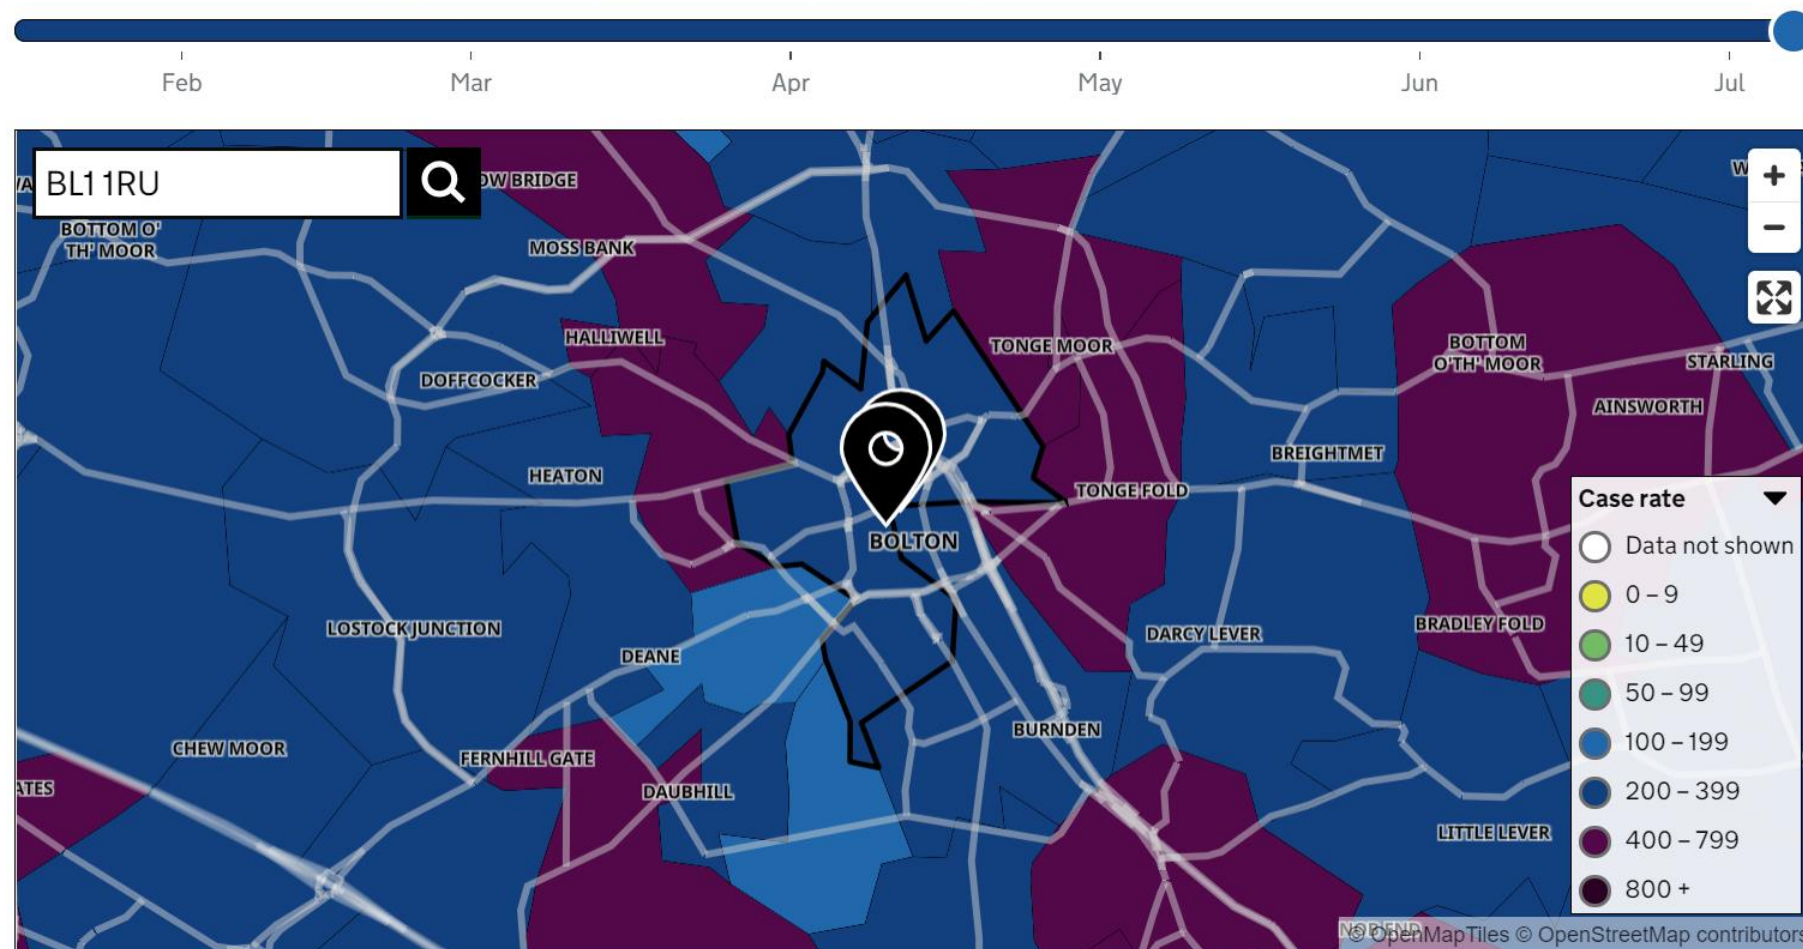 Feb Mar Apr May Jun Jul
BL1 1RU
OW BRIDGE
BOTTOM O'
TH' MOOR
MOSS BANK
HALLIWELL
TONGE MOOR
BOTTOM
O'TH' MOOR
STARLING
DOFFCOCKER
AINSWORTH
HEATON
BREIGHTMET
TONGE FOLD
BOLTON
LOSTOCK JUNCTION
DEANE
DARCY LEVER
BRADLEY FOLD
BURNDEN
CHEW MOOR
FERNHILL GATE
ATES
DAUBHILL
LITTLE LEVER
Case rate
Data not shown
0 – 9
10 – 49
50 – 99
100 – 199
200 – 399
400 – 799
800 +
© OpenMapTiles © OpenStreetMap contributors